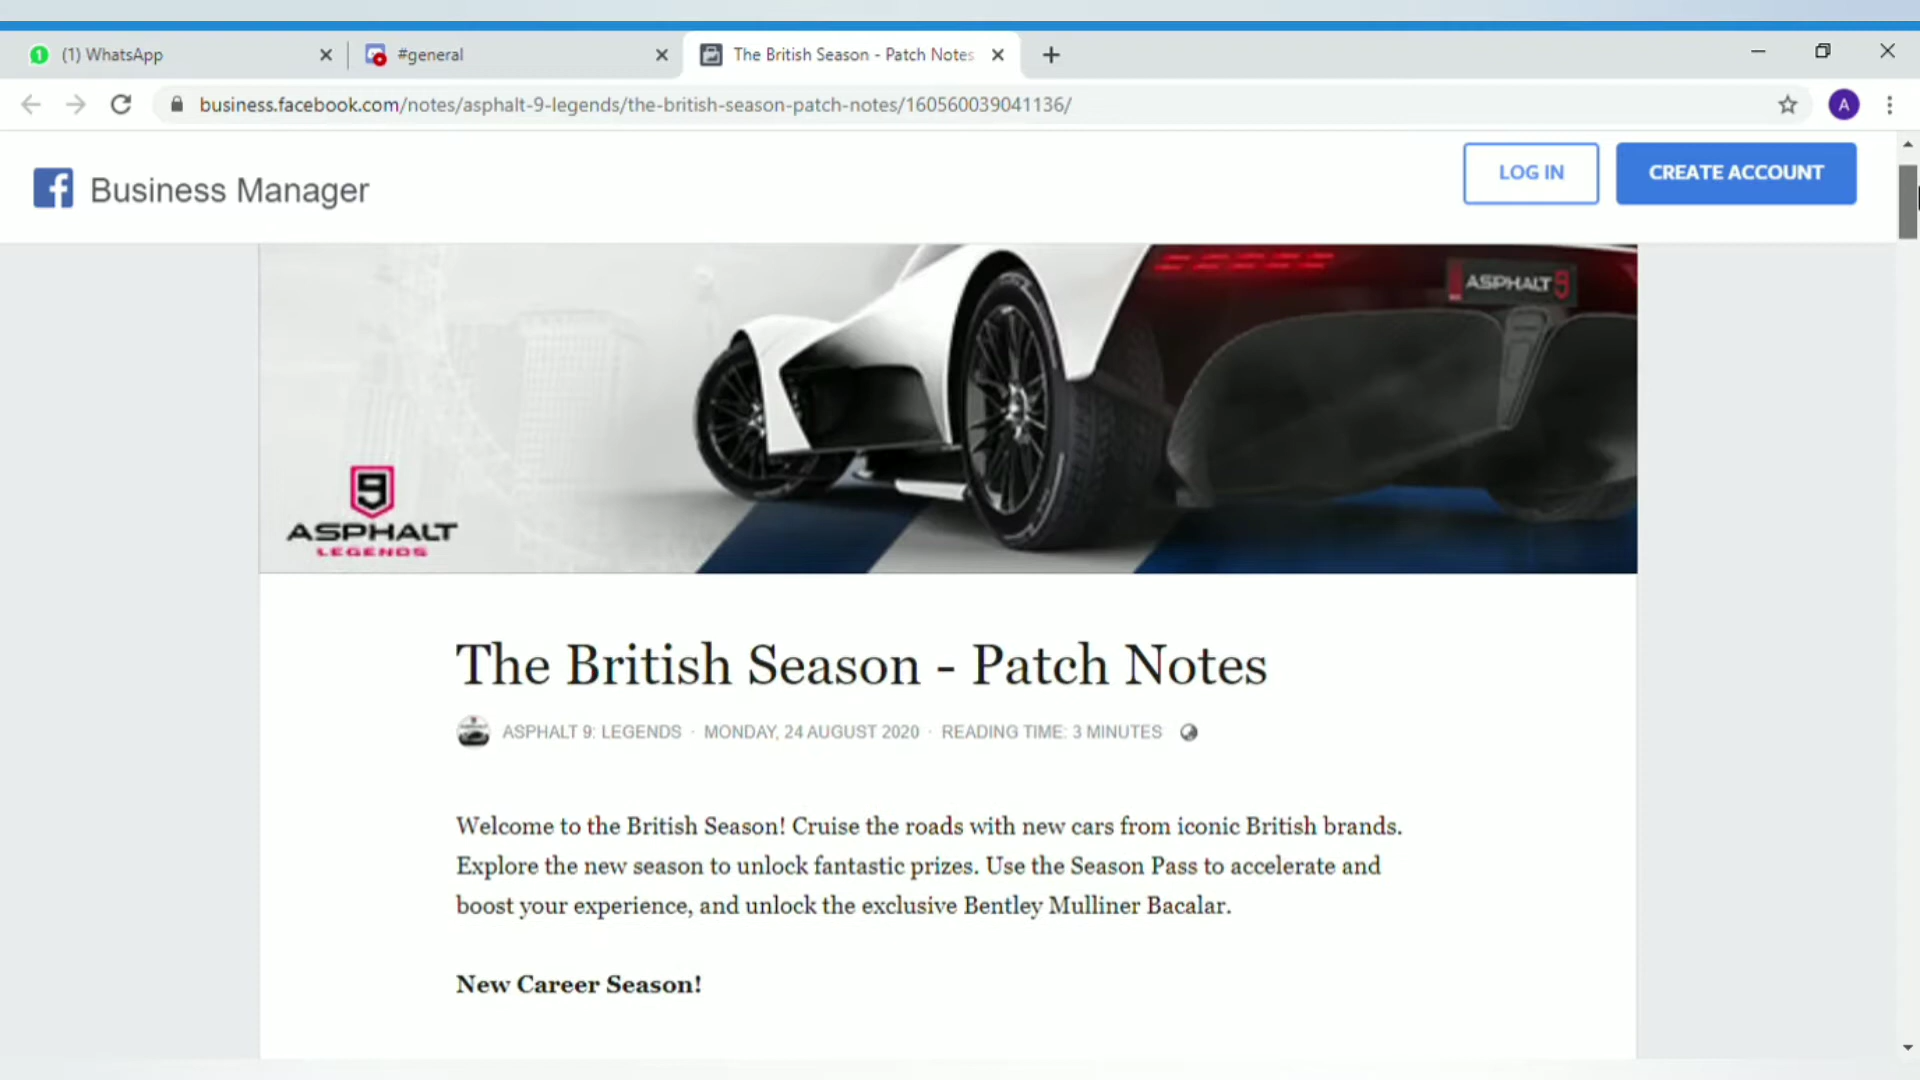 (1) WhatsApp
#general
The British Season - Patch Notes
business.facebook.com/notes/asphalt-9-legends/the-british-season-patch-notes/160560039041136/
A
f Business Manager
LOG IN
CREATE ACCOUNT
ASPHALT 9
9
ASPHALT
LEGENDS
The British Season - Patch Notes
ASPHALT 9: LEGENDS · MONDAY, 24 AUGUST 2020 · READING TIME: 3 MINUTES
Welcome to the British Season! Cruise the roads with new cars from iconic British brands.
Explore the new season to unlock fantastic prizes. Use the Season Pass to accelerate and
boost your experience, and unlock the exclusive Bentley Mulliner Bacalar.
New Career Season!